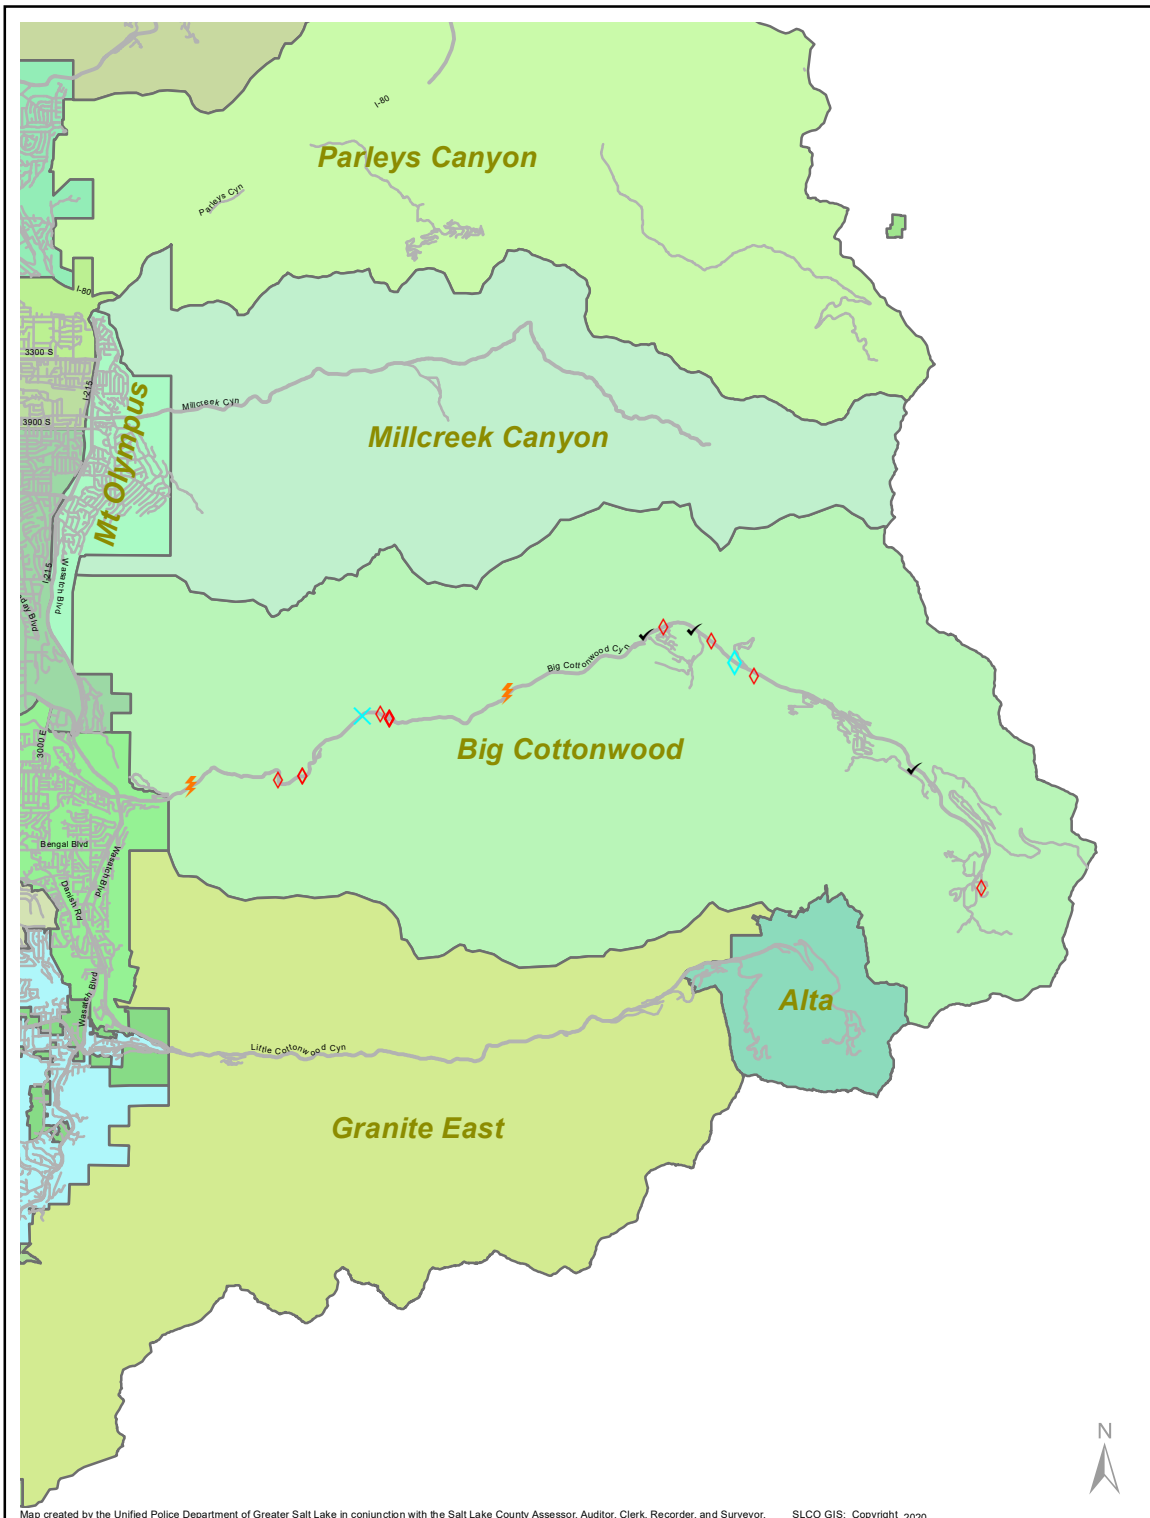 I-80
Parleys Canyon
Parleys Cyn
I-80
3300 S
I-215
Mt Olympus
Millcreek Cyn
3900 S
Millcreek Canyon
I-215
Wasatch Blvd
Blvd
Big Cottonwood Cyn
3000 E
Big Cottonwood
Bengal Blvd
Wasatch Blvd
Danish Rd
Wasatch Blvd
Alta
Little Cottonwood Cyn
Granite East
N
Map created by the Unified Police Department of Greater Salt Lake in conjunction with the Salt Lake County Assessor, Auditor, Clerk, Recorder, and Surveyor. SLCO GIS: Copyright 2020